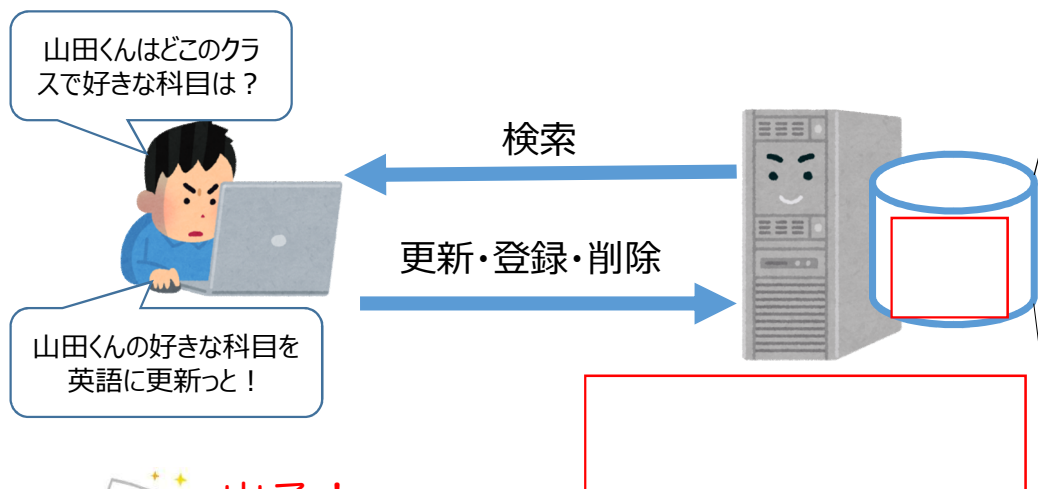 山田くんはどこのクラ
スで好きな科目は？
検索
更新・登録・削除
山田くんの好きな科目を
英語に更新っと！